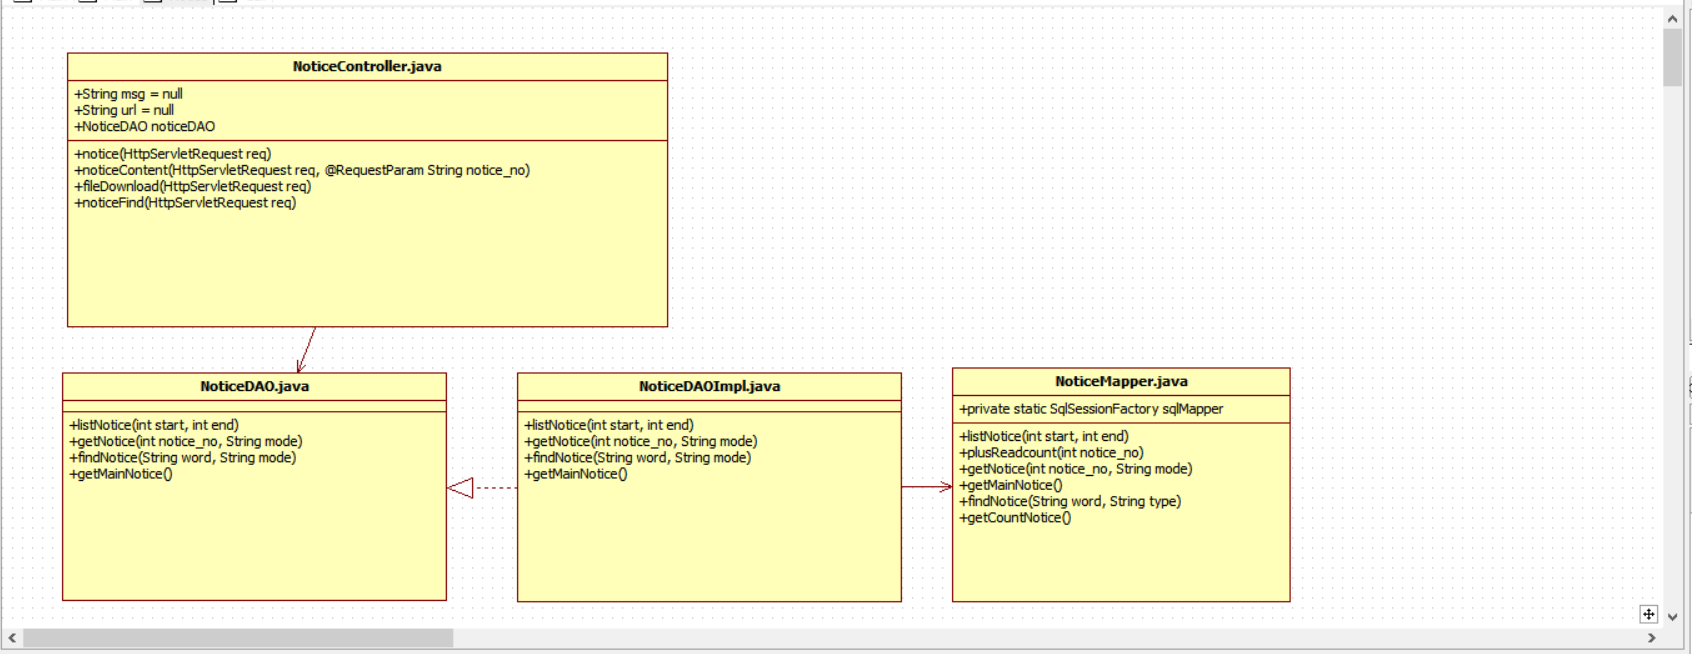 NoticeController.java
+String msg = null
+String url = null
+NoticeDAO noticeDAO
+notice(HttpServletRequest req)
+noticeContent(HttpServletRequest req, @RequestParam String notice_no)
+fileDownload(HttpServletRequest req)
+noticeFind(HttpServletRequest req)
NoticeDAO.java
+listNotice(int start, int end)
+getNotice(int notice_no, String mode)
+findNotice(String word, String mode)
+getMainNotice()
NoticeDAOImpl.java
+listNotice(int start, int end)
+getNotice(int notice_no, String mode)
+findNotice(String word, String mode)
+getMainNotice()
NoticeMapper.java
+private static SqlSessionFactory sqlMapper
+listNotice(int start, int end)
+plusReadcount(int notice_no)
+getNotice(int notice_no, String mode)
+getMainNotice()
+findNotice(String word, String type)
+getCountNotice()